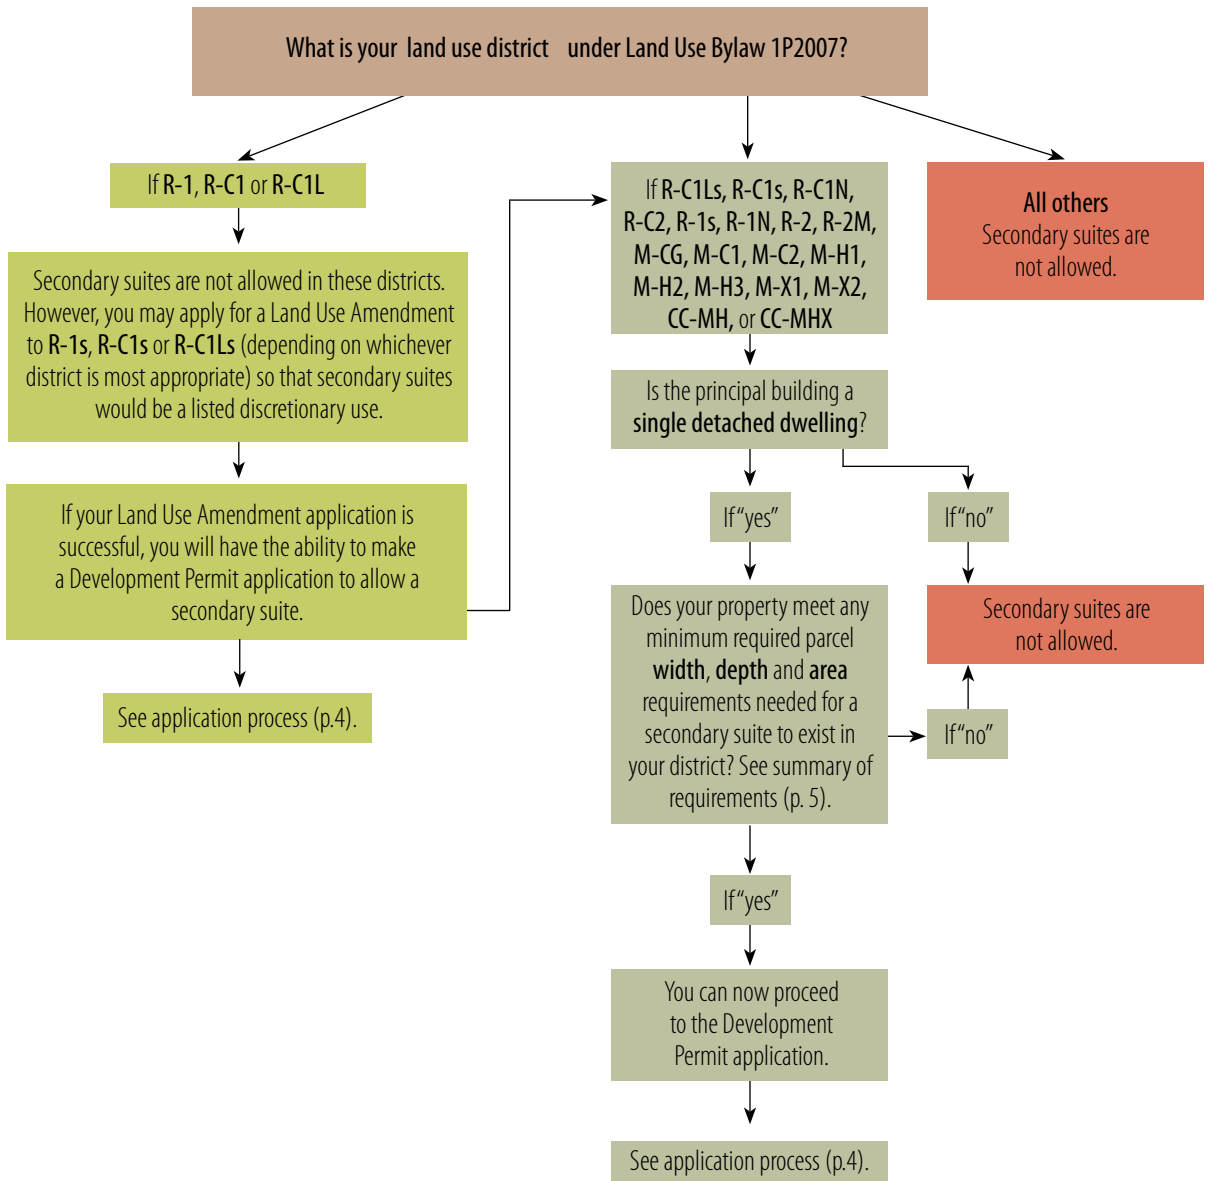 What is your land use district under Land Use Bylaw 1P2007?
If R-1, R-C1 or R-C1L
Secondary suites are not allowed in these districts.
However, you may apply for a Land Use Amendment
to R-1s, R-C1s or R-C1Ls (depending on whichever
district is most appropriate) so that secondary suites
would be a listed discretionary use.
If your Land Use Amendment application is
successful, you will have the ability to make
a Development Permit application to allow a
secondary suite.
See application process (p.4).
If R-C1Ls, R-C1s, R-C1N,
R-C2, R-1s, R-1N, R-2, R-2M,
M-CG, M-C1, M-C2, M-H1,
M-H2, M-H3, M-X1, M-X2,
CC-MH, or CC-MHX
Is the principal building a
single detached dwelling?
If "yes"
If "no"
Does your property meet any
minimum required parcel
width, depth and area
requirements needed for a
secondary suite to exist in
your district? See summary of
requirements (p. 5).
If "no"
Secondary suites are
not allowed.
If "yes"
You can now proceed
to the Development
Permit application.
See application process (p.4).
All others
Secondary suites are
not allowed.